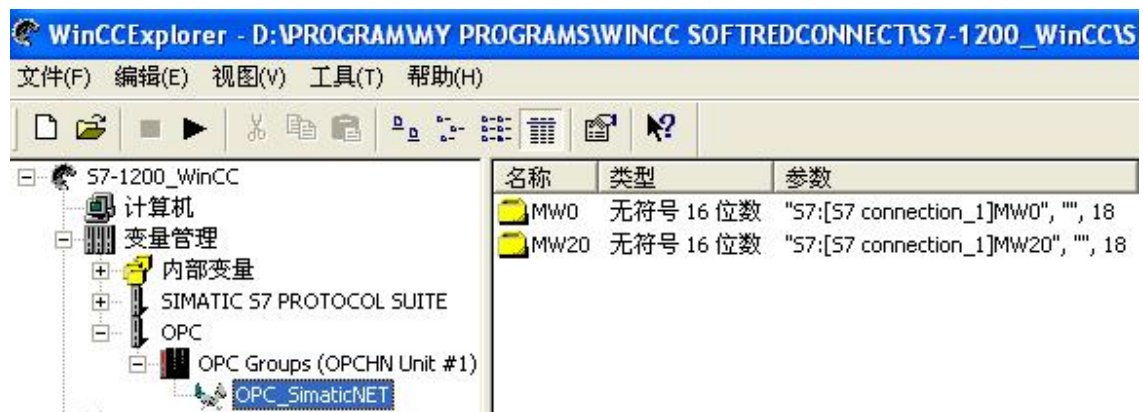 WinCCExplorer - D:\PROGRAM\MY PROGRAMS\WINCC SOFTREDCONNECT\S7-1200_WinCC\S
文件(F) 编辑(E) 视图(V) 工具(T) 帮助(H)
S7-1200_WinCC
计算机
变量管理
内部变量
SIMATIC S7 PROTOCOL SUITE
OPC
OPC Groups (OPCHN Unit #1)
OPC_SimaticNET
名称 类型 参数
MW0 无符号 16 位数 "S7:[S7 connection_1]MW0", "", 18
MW20 无符号 16 位数 "S7:[S7 connection_1]MW20", "", 18